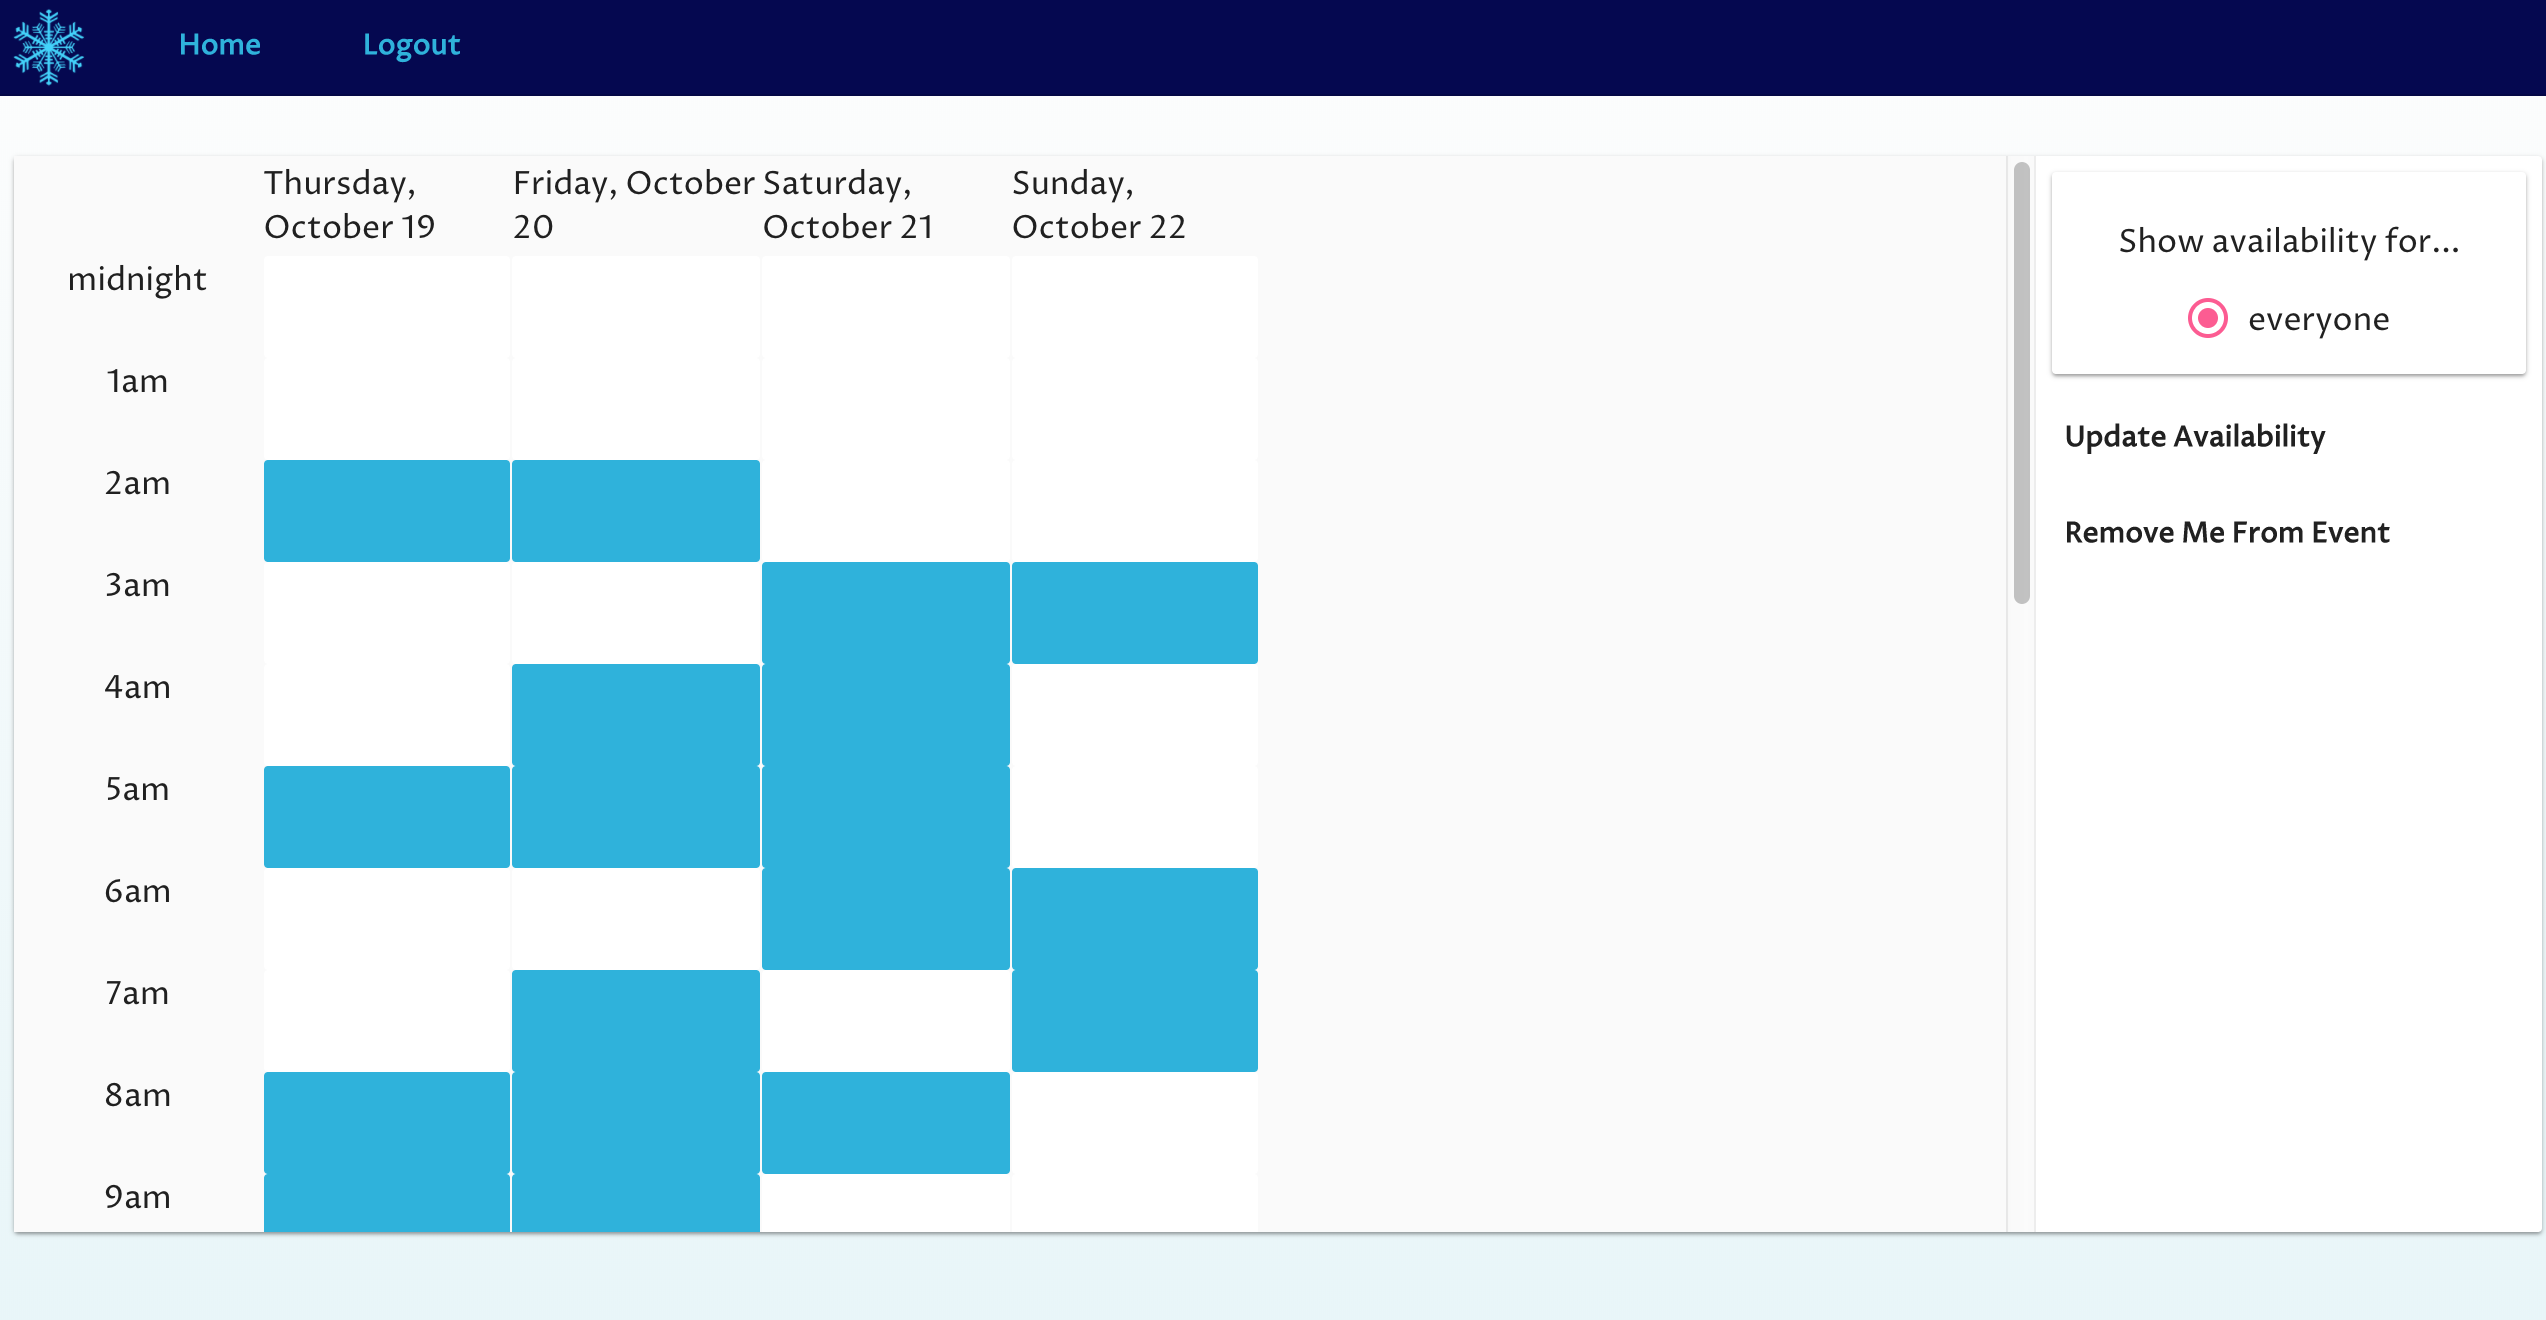 Home
Logout
Thursday,
October 19
Friday, October
20
Saturday,
October 21
Sunday,
October 22
midnight
1am
2am
3am
4am
5am
6am
7am
8am
9am
Show availability for...
everyone
Update Availability
Remove Me From Event